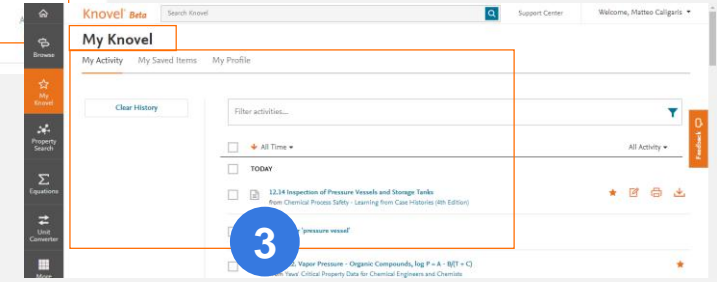 Knovel® Beta
Search Knovel
Support Center
Welcome, Matteo Caligaris
My Knovel
My Activity
My Saved Items
My Profile
Browse
My Knovel
Property Search
Equations
Unit Converter
More
Clear History
Filter activities...
All Time
All Activity
TODAY
12.14 Inspection of Pressure Vessels and Storage Tanks
from Chemical Process Safety - Learning from Case Histories (4th Edition)
'pressure vessel'
Vapor Pressure - Organic Compounds, log P = A - B/(T + C)
Yaws' Critical Property Data for Chemical Engineers and Chemists
3
Feedback